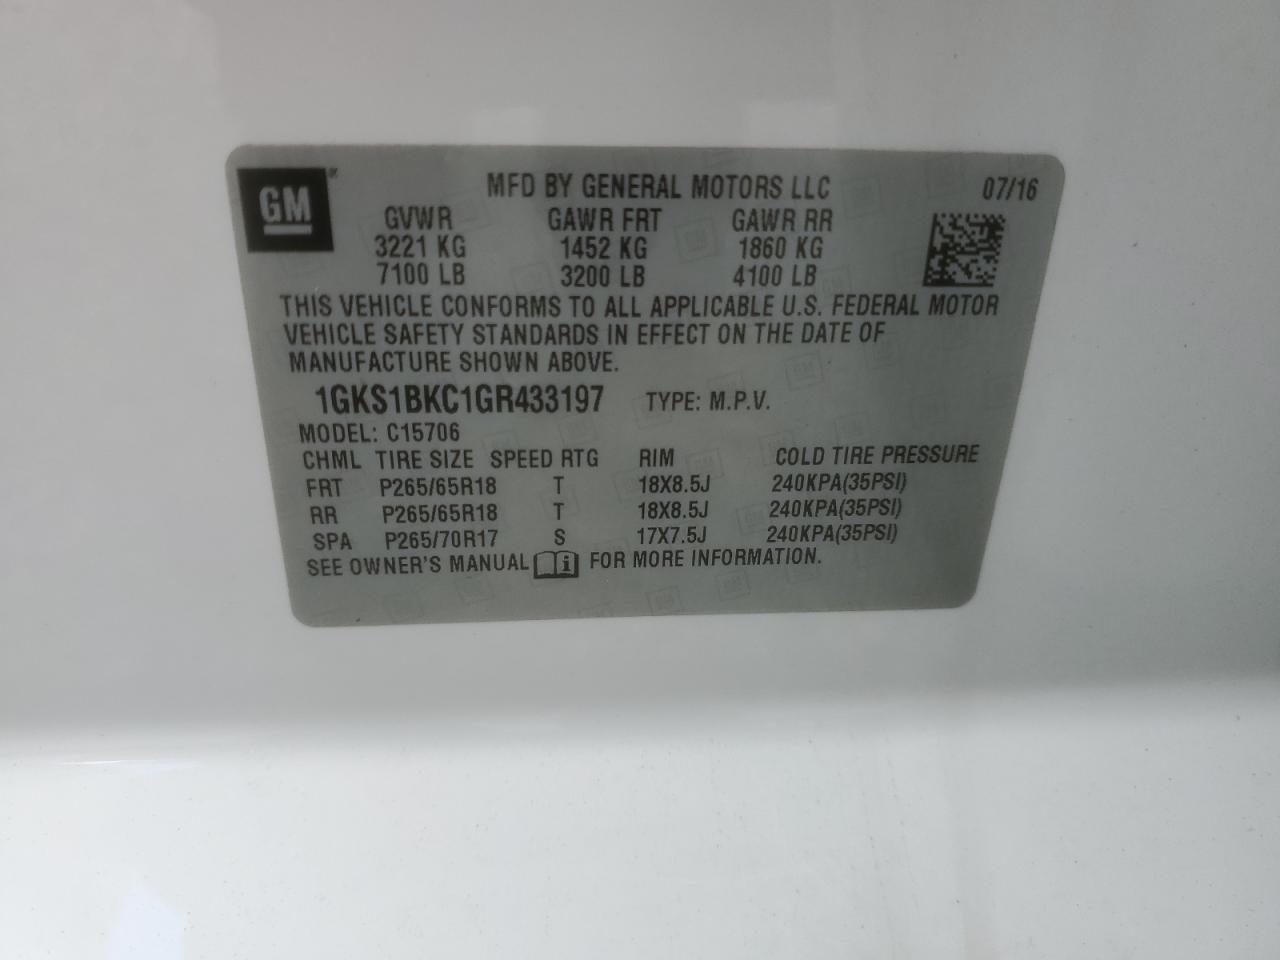 GM
MFD BY GENERAL MOTORS LLC 07/16
GVWR GAWR FRT GAWR RR
3221 KG 1452 KG 1860 KG
7100 LB 3200 LB 4100 LB
THIS VEHICLE CONFORMS TO ALL APPLICABLE U.S. FEDERAL MOTOR
VEHICLE SAFETY STANDARDS IN EFFECT ON THE DATE OF
MANUFACTURE SHOWN ABOVE.
1GKS1BKC1GR433197 TYPE: M.P.V.
MODEL: C15706
CHML TIRE SIZE SPEED RTG RIM COLD TIRE PRESSURE
FRT P265/65R18 T 18X8.5J 240KPA(35PSI)
RR P265/65R18 T 18X8.5J 240KPA(35PSI)
SPA P265/70R17 S 17X7.5J 240KPA(35PSI)
SEE OWNER'S MANUAL i FOR MORE INFORMATION.